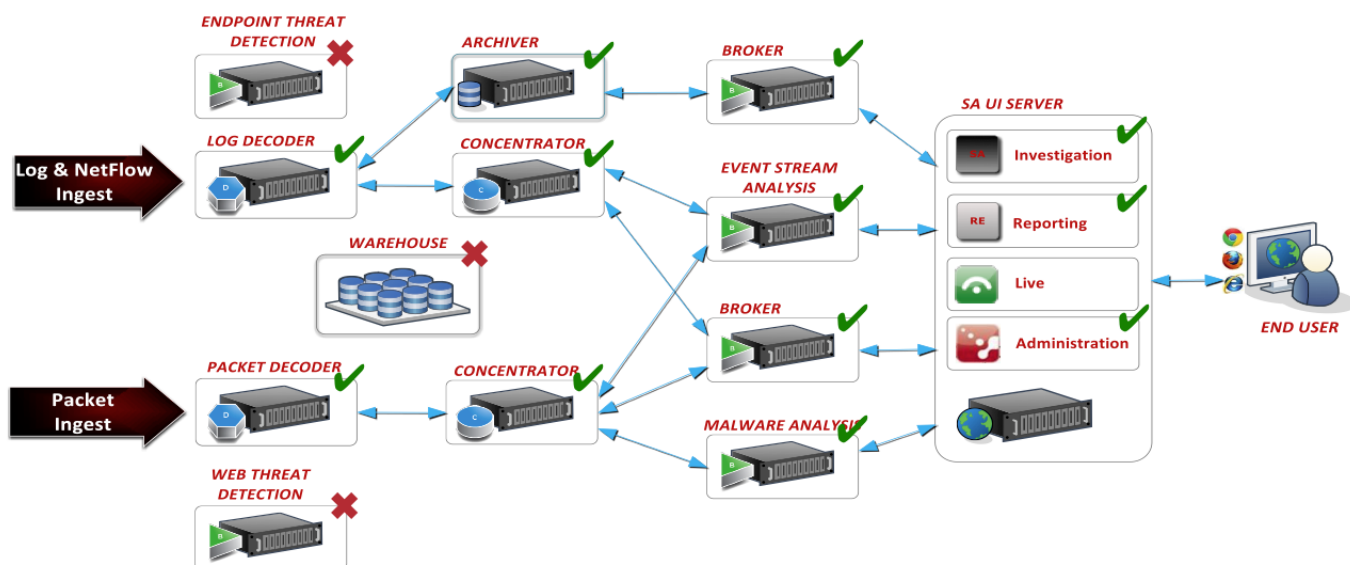 ENDPOINT THREAT
DETECTION
B
ARCHIVER
BROKER
B
SA UI SERVER
Log & NetFlow
Ingest
LOG DECODER
D
CONCENTRATOR
C
EVENT STREAM
ANALYSIS
B
SA
Investigation
RE
Reporting
Live
Administration
WAREHOUSE
BROKER
B
END USER
Packet
Ingest
PACKET DECODER
D
CONCENTRATOR
C
MALWARE ANALYSIS
B
WEB THREAT
DETECTION
B